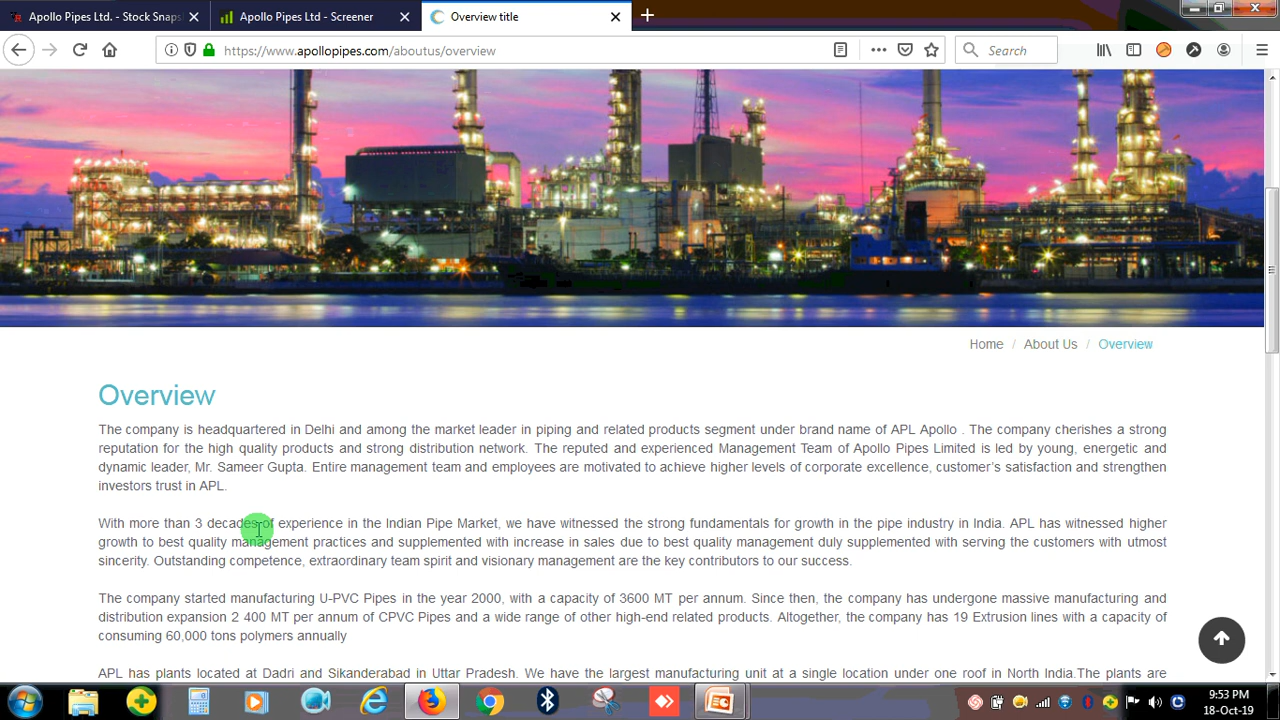 Apollo Pipes Ltd. - Stock Snaps
Apollo Pipes Ltd - Screener
Overview title
https://www.apollopipes.com/aboutus/overview
Search
Home / About Us / Overview
Overview
The company is headquartered in Delhi and among the market leader in piping and related products segment under brand name of APL Apollo . The company cherishes a strong
reputation for the high quality products and strong distribution network. The reputed and experienced Management Team of Apollo Pipes Limited is led by young, energetic and
dynamic leader, Mr. Sameer Gupta. Entire management team and employees are motivated to achieve higher levels of corporate excellence, customer's satisfaction and strengthen
investors trust in APL.
With more than 3 decades of experience in the Indian Pipe Market, we have witnessed the strong fundamentals for growth in the pipe industry in India. APL has witnessed higher
growth to best quality management practices and supplemented with increase in sales due to best quality management duly supplemented with serving the customers with utmost
sincerity. Outstanding competence, extraordinary team spirit and visionary management are the key contributors to our success.
The company started manufacturing U-PVC Pipes in the year 2000, with a capacity of 3600 MT per annum. Since then, the company has undergone massive manufacturing and
distribution expansion 2 400 MT per annum of CPVC Pipes and a wide range of other high-end related products. Altogether, the company has 19 Extrusion lines with a capacity of
consuming 60,000 tons polymers annually
APL has plants located at Dadri and Sikanderabad in Uttar Pradesh. We have the largest manufacturing unit at a single location under one roof in North India.The plants are
9:53 PM
18-Oct-19